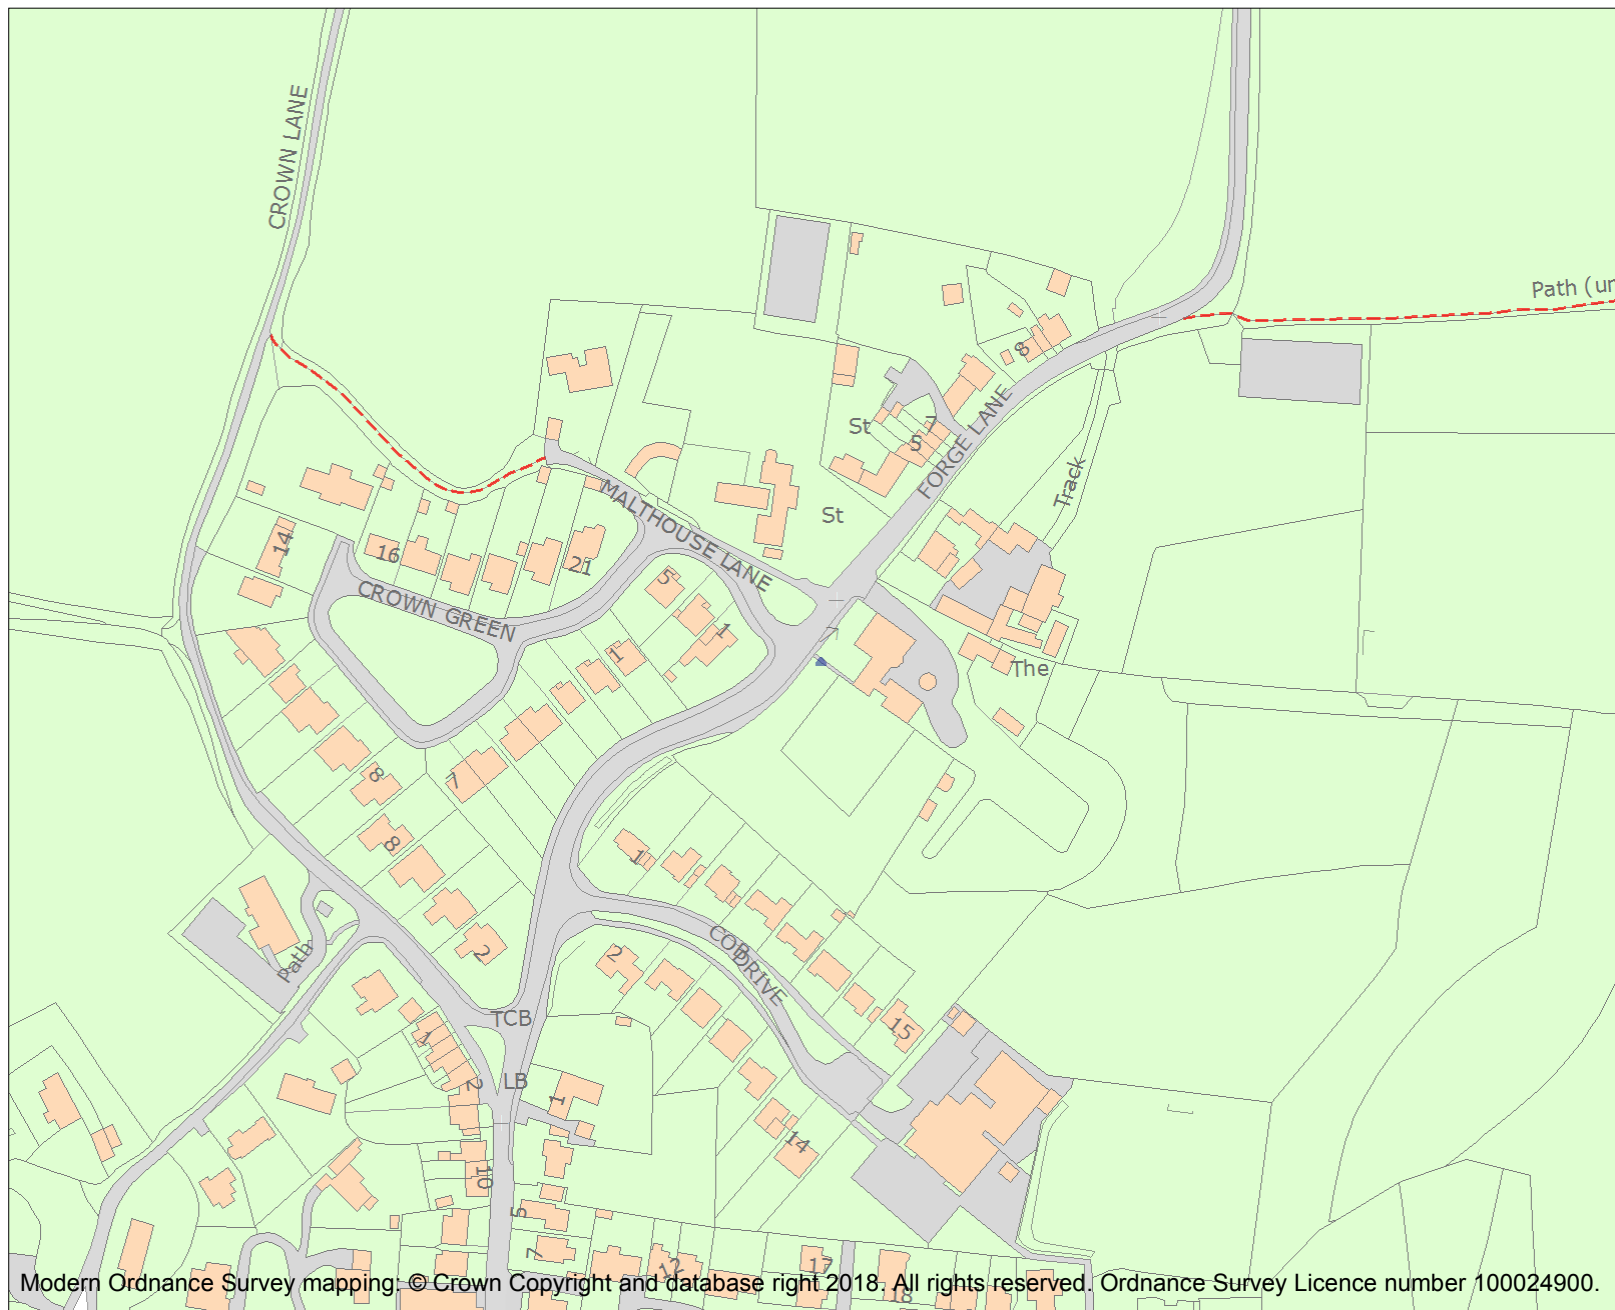 CROWN LANE
Path (un
8
St
7
5
FORGE LANE
Track
MALTHOUSE LANE
St
14
16
21
CROWN GREEN
5
1
1
The
8
7
8
1
2
Path
2
COB DRIVE
15
TCB
1
2
LB
1
14
10
5
7
12
17
18
Modern Ordnance Survey mapping: © Crown Copyright and database right 2018. All rights reserved. Ordnance Survey Licence number 100024900.